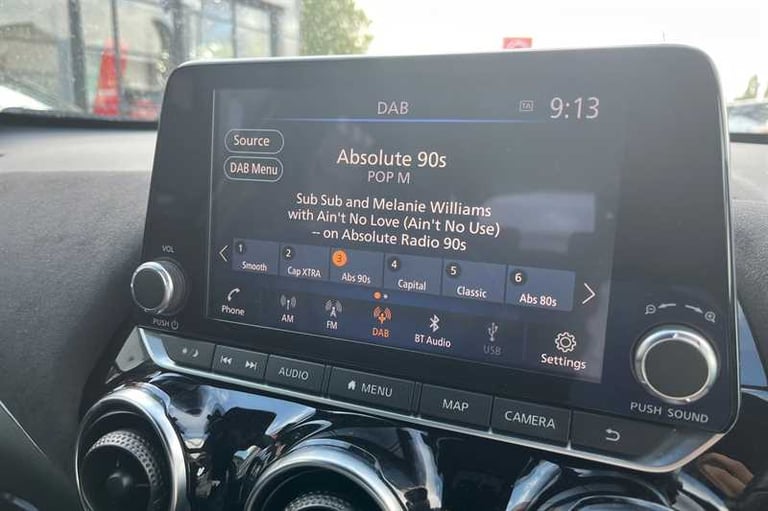 DAB
TA
9:13
Source
DAB Menu
Absolute 90s
POP M
Sub Sub and Melanie Williams
with Ain't No Love (Ain't No Use)
-- on Absolute Radio 90s
1 Smooth
2 Cap XTRA
3 Abs 90s
4 Capital
5 Classic
6 Abs 80s
Phone
AM
FM
DAB
BT Audio
USB
Settings
VOL
PUSH
PUSH SOUND
AUDIO
MENU
MAP
CAMERA